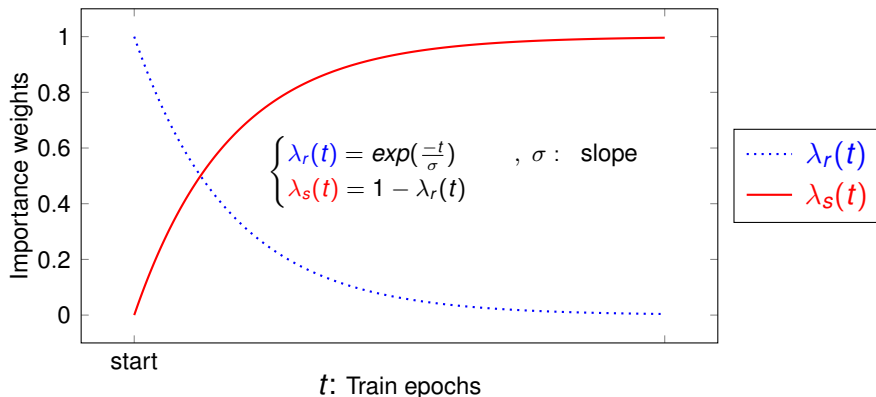 1
0.8
0.6
0.4
0.2
0
Importance weights
λr(t) = exp(−t/σ) , σ : slope
λs(t) = 1 − λr(t)
start
t: Train epochs
λr(t)
λs(t)